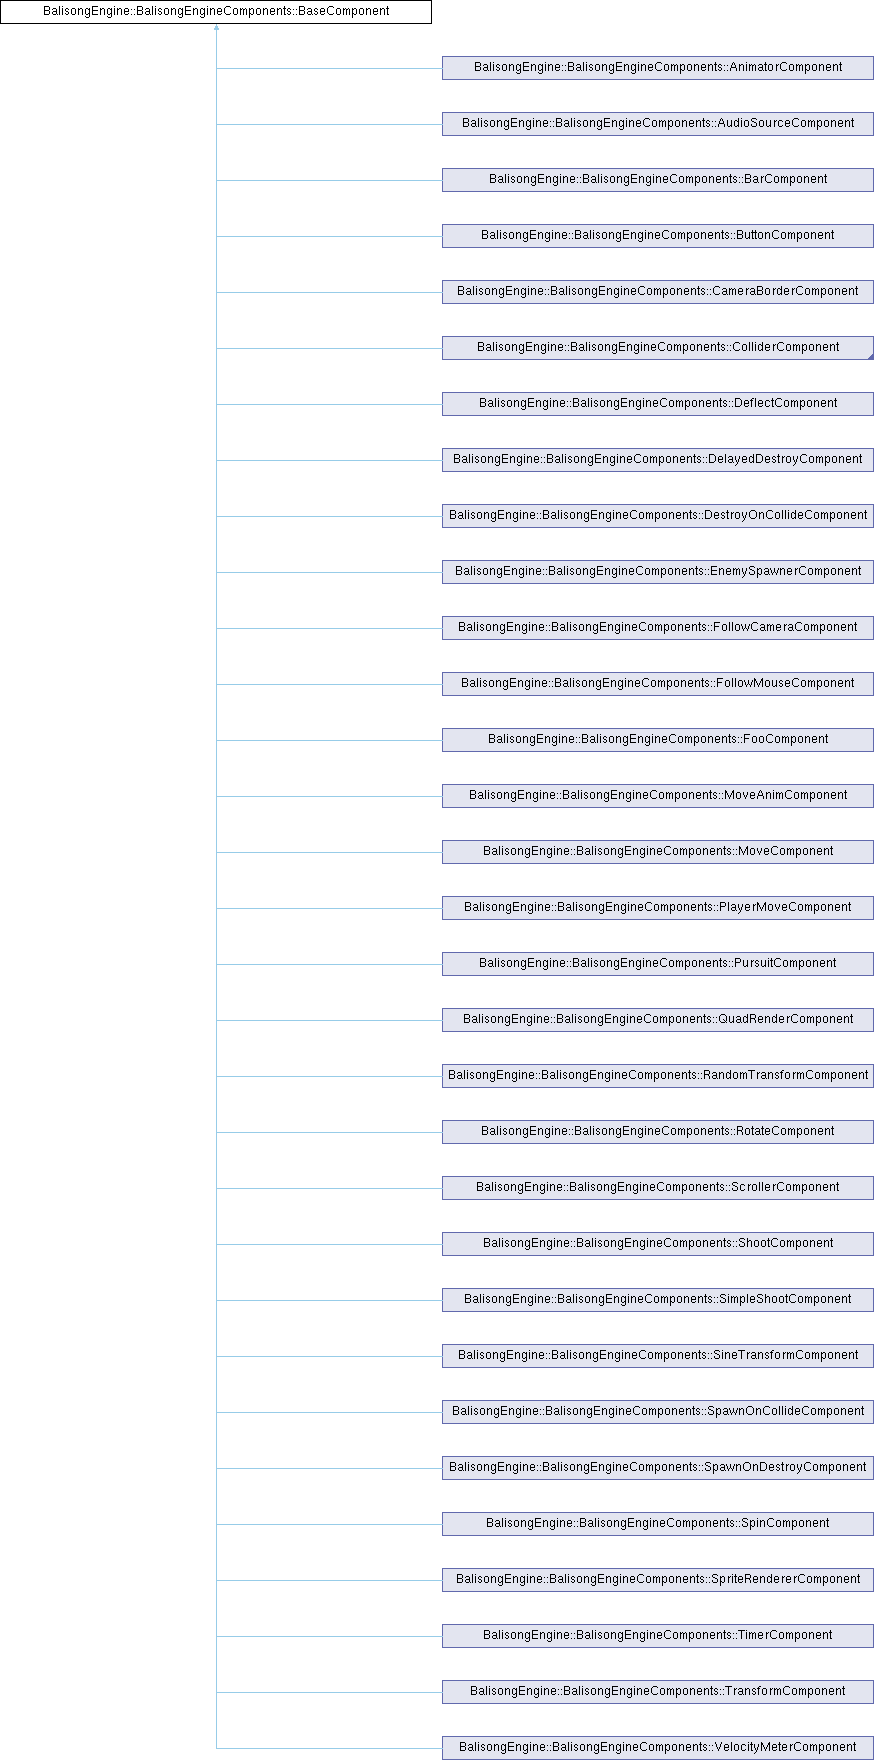 BalisongEngine::BalisongEngineComponents::BaseComponent
BalisongEngine::BalisongEngineComponents::AnimatorComponent
BalisongEngine::BalisongEngineComponents::AudioSourceComponent
BalisongEngine::BalisongEngineComponents::BarComponent
BalisongEngine::BalisongEngineComponents::ButtonComponent
BalisongEngine::BalisongEngineComponents::CameraBorderComponent
BalisongEngine::BalisongEngineComponents::ColliderComponent
BalisongEngine::BalisongEngineComponents::DeflectComponent
BalisongEngine::BalisongEngineComponents::DelayedDestroyComponent
BalisongEngine::BalisongEngineComponents::DestroyOnCollideComponent
BalisongEngine::BalisongEngineComponents::EnemySpawnerComponent
BalisongEngine::BalisongEngineComponents::FollowCameraComponent
BalisongEngine::BalisongEngineComponents::FollowMouseComponent
BalisongEngine::BalisongEngineComponents::FooComponent
BalisongEngine::BalisongEngineComponents::MoveAnimComponent
BalisongEngine::BalisongEngineComponents::MoveComponent
BalisongEngine::BalisongEngineComponents::PlayerMoveComponent
BalisongEngine::BalisongEngineComponents::PursuitComponent
BalisongEngine::BalisongEngineComponents::QuadRenderComponent
BalisongEngine::BalisongEngineComponents::RandomTransformComponent
BalisongEngine::BalisongEngineComponents::RotateComponent
BalisongEngine::BalisongEngineComponents::ScrollerComponent
BalisongEngine::BalisongEngineComponents::ShootComponent
BalisongEngine::BalisongEngineComponents::SimpleShootComponent
BalisongEngine::BalisongEngineComponents::SineTransformComponent
BalisongEngine::BalisongEngineComponents::SpawnOnCollideComponent
BalisongEngine::BalisongEngineComponents::SpawnOnDestroyComponent
BalisongEngine::BalisongEngineComponents::SpinComponent
BalisongEngine::BalisongEngineComponents::SpriteRendererComponent
BalisongEngine::BalisongEngineComponents::TimerComponent
BalisongEngine::BalisongEngineComponents::TransformComponent
BalisongEngine::BalisongEngineComponents::VelocityMeterComponent